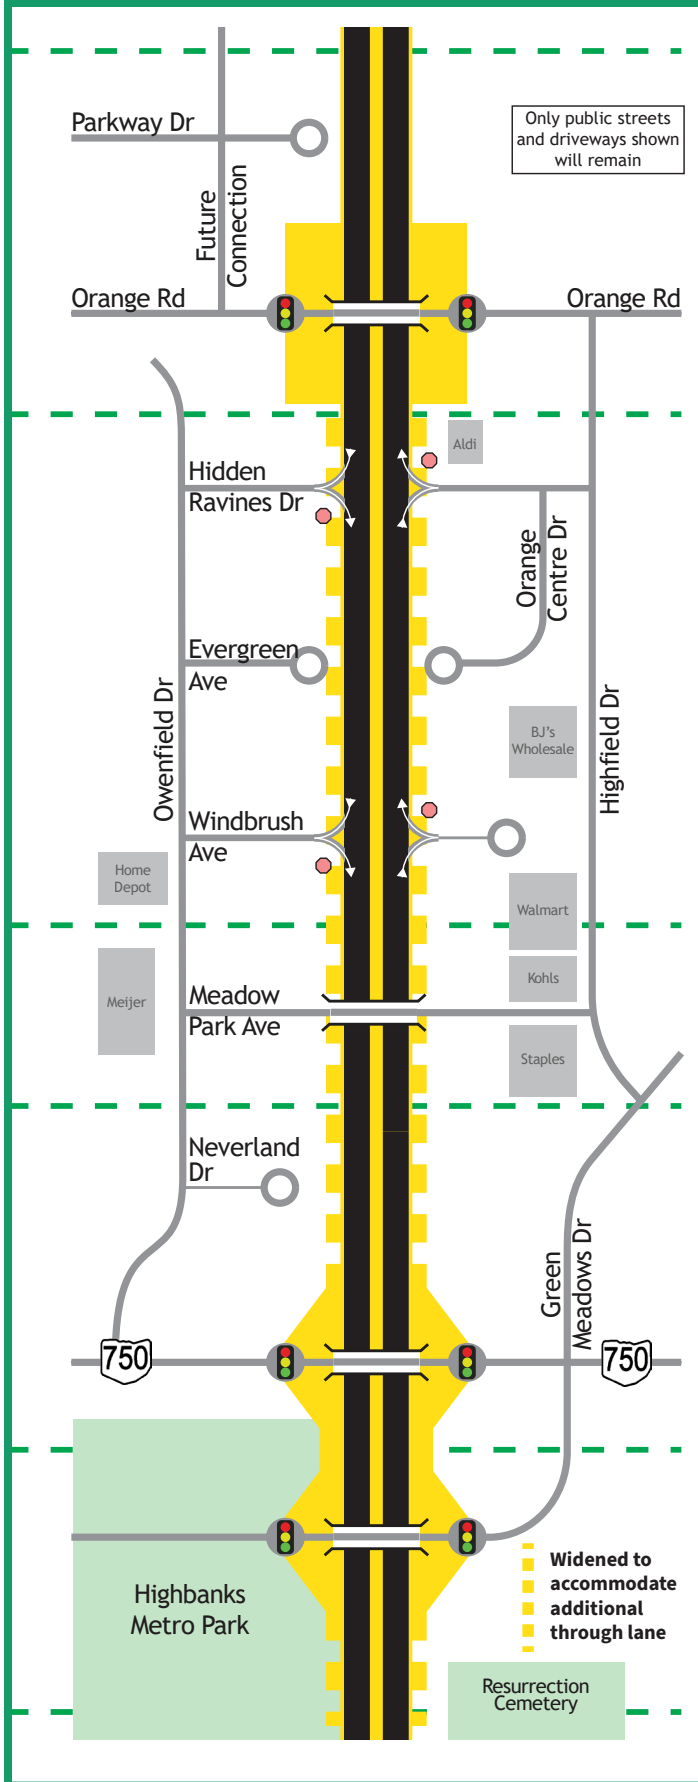 Parkway Dr
Only public streets
and driveways shown
will remain
Future
Connection
Orange Rd
Orange Rd
Aldi
Hidden
Ravines Dr
Orange
Centre Dr
Evergreen
Ave
Owenfield Dr
Highfield Dr
BJ's
Wholesale
Windbrush
Ave
Home
Depot
Walmart
Meijer
Kohls
Meadow
Park Ave
Staples
Neverland
Dr
Green
Meadows Dr
750
750
Widened to
accommodate
additional
through lane
Highbanks
Metro Park
Resurrection
Cemetery